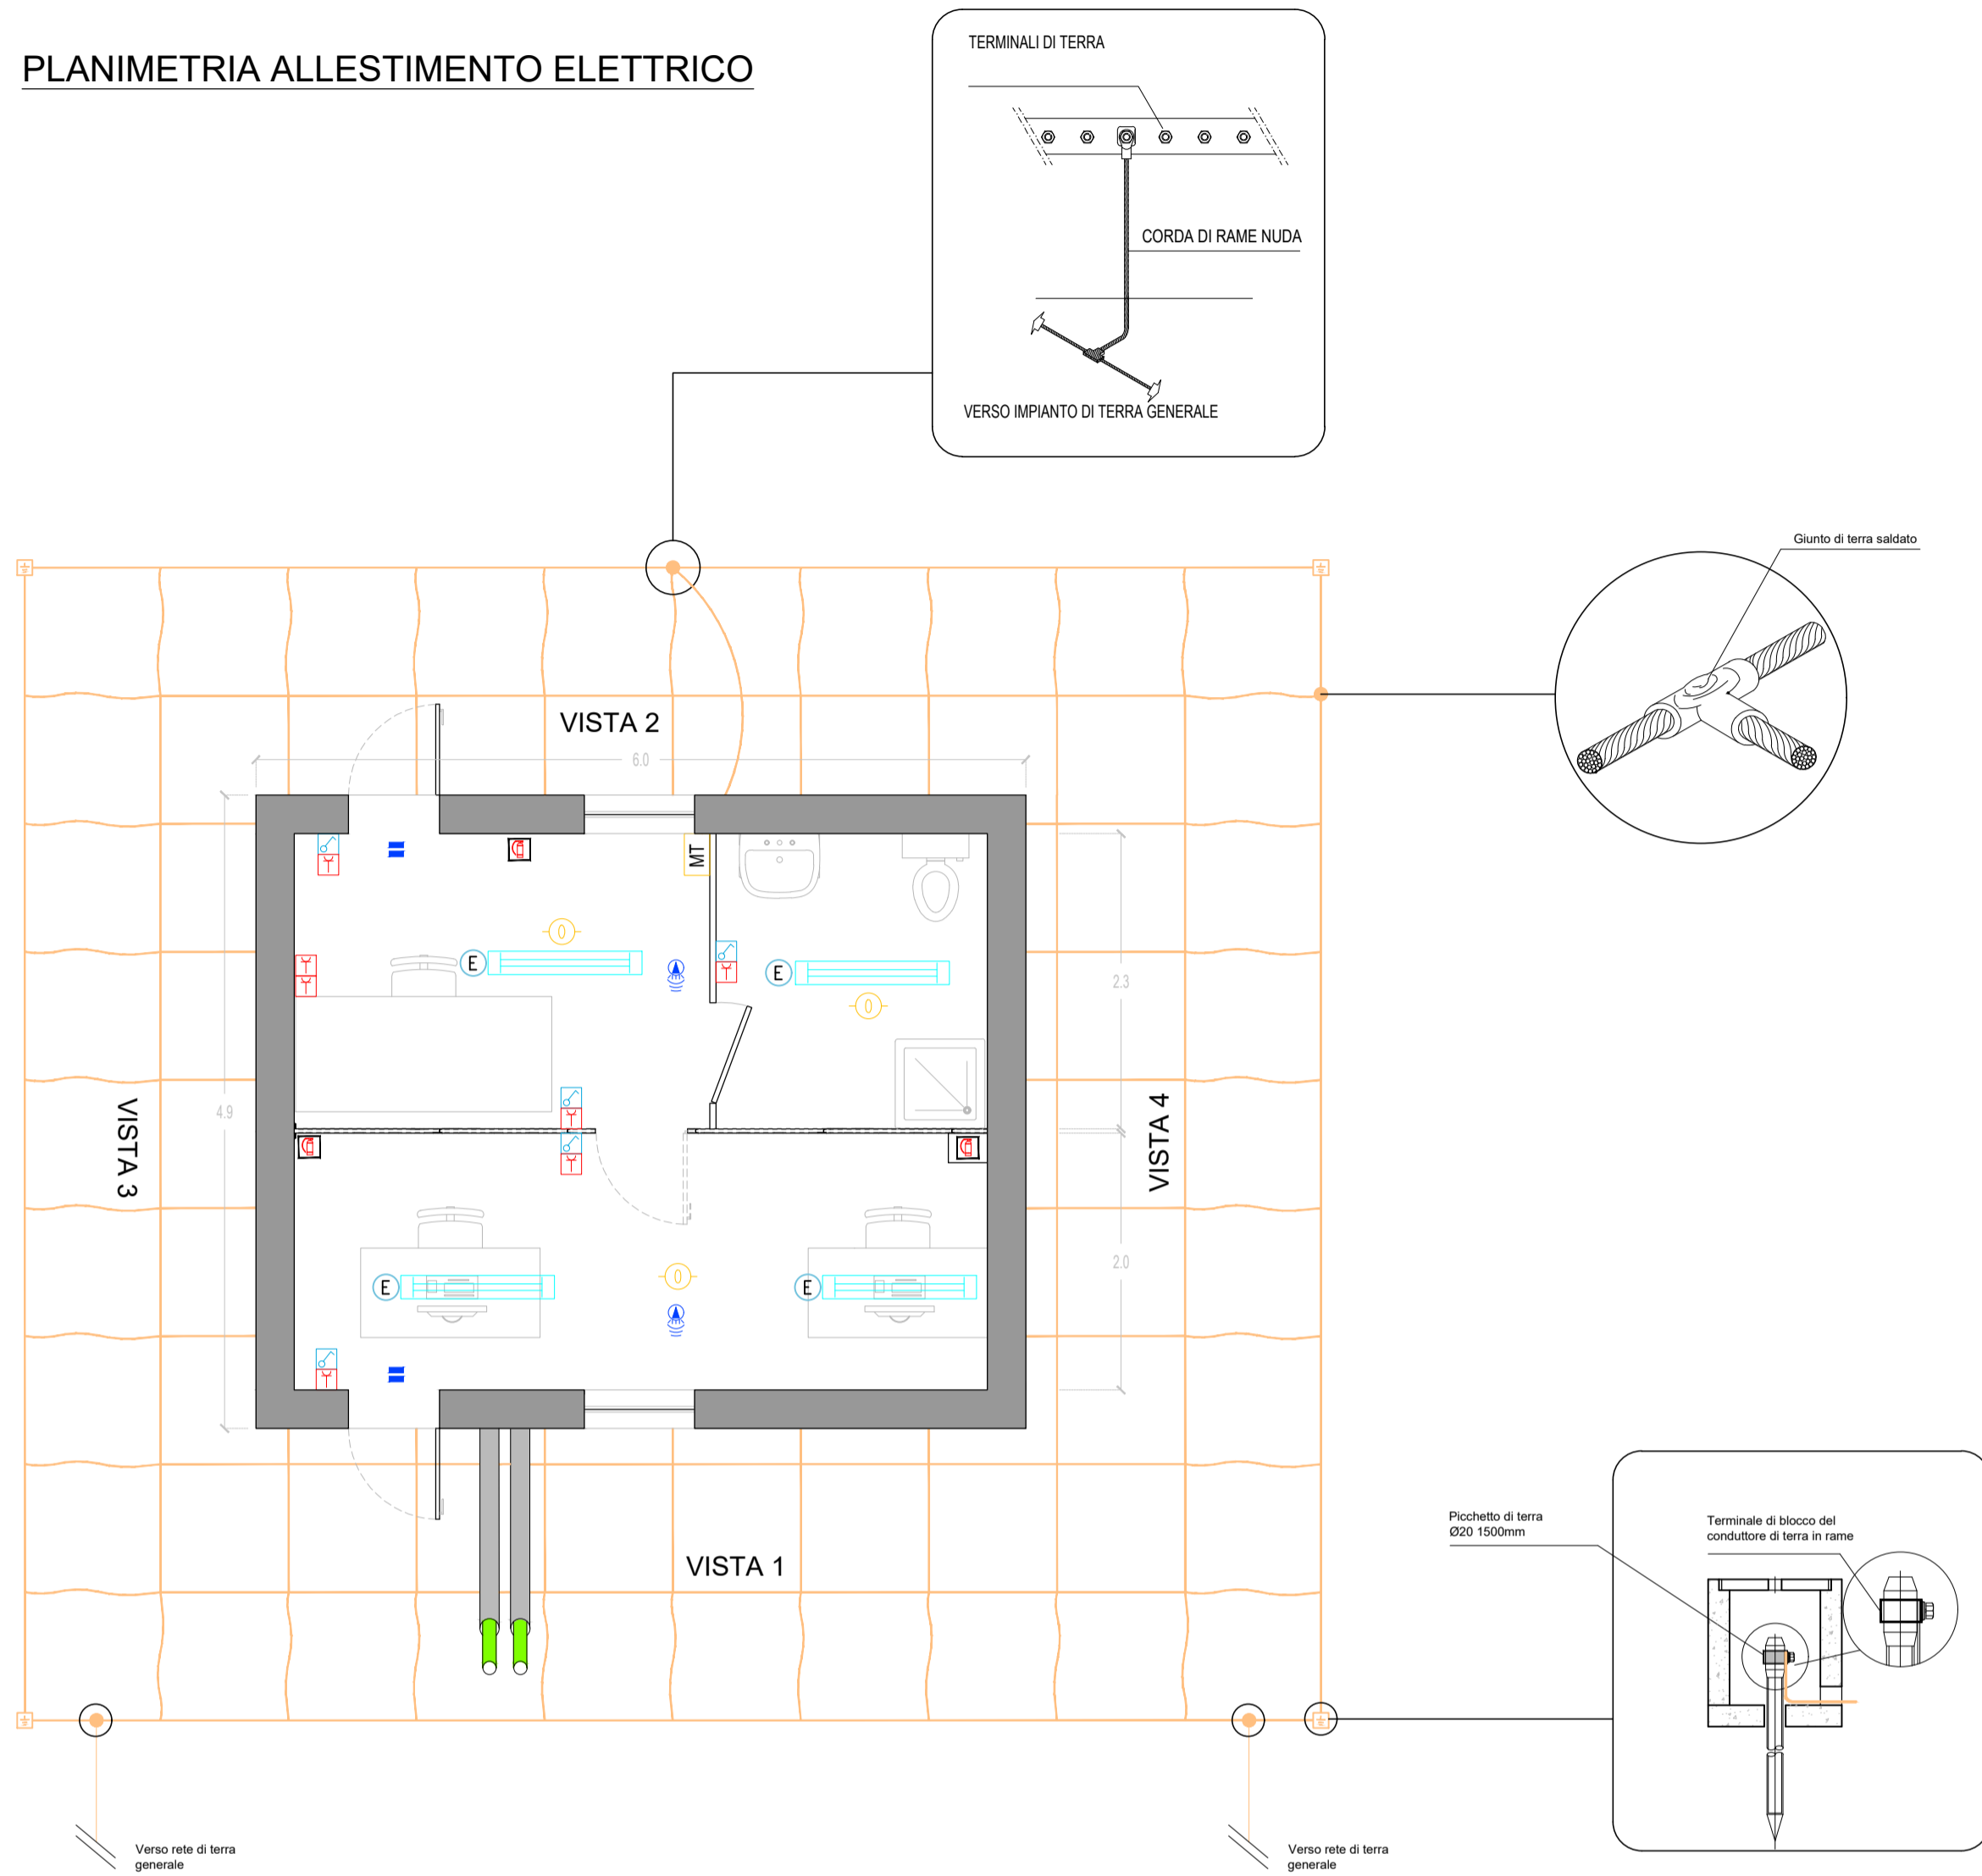 PLANIMETRIA ALLESTIMENTO ELETTRICO
TERMINALI DI TERRA
CORDA DI RAME NUDA
VERSO IMPIANTO DI TERRA GENERALE
Giunto di terra saldato
VISTA 2
6.0
MT
E
E
2.3
4.9
VISTA 3
VISTA 4
2.0
E
E
VISTA 1
Picchetto di terra
Ø20 1500mm
Terminale di blocco del
conduttore di terra in rame
Verso rete di terra
generale
Verso rete di terra
generale